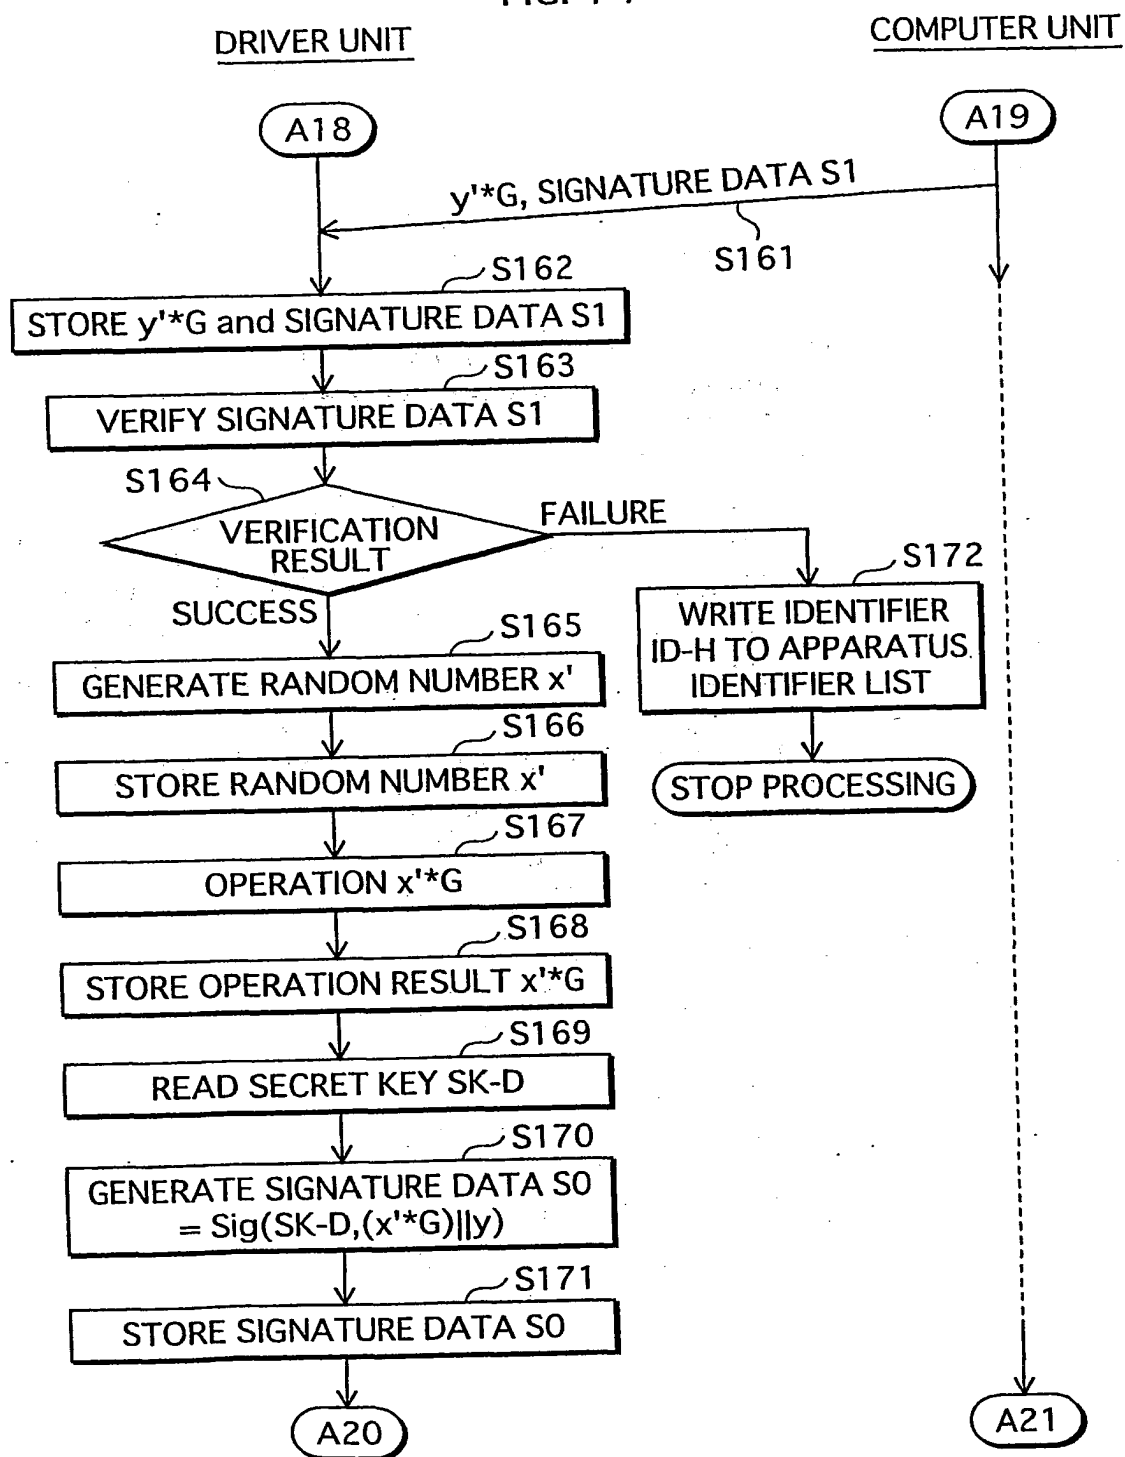 DRIVER UNIT
COMPUTER UNIT
A18
A19
y'*G, SIGNATURE DATA S1
S161
S162
STORE y'*G and SIGNATURE DATA S1
S163
VERIFY SIGNATURE DATA S1
S164
VERIFICATION
RESULT
FAILURE
SUCCESS
S172
WRITE IDENTIFIER
ID-H TO APPARATUS
IDENTIFIER LIST
STOP PROCESSING
S165
GENERATE RANDOM NUMBER x'
S166
STORE RANDOM NUMBER x'
S167
OPERATION x'*G
S168
STORE OPERATION RESULT x'*G
S169
READ SECRET KEY SK-D
S170
GENERATE SIGNATURE DATA S0
= Sig(SK-D,(x'*G)||y)
S171
STORE SIGNATURE DATA S0
A20
A21